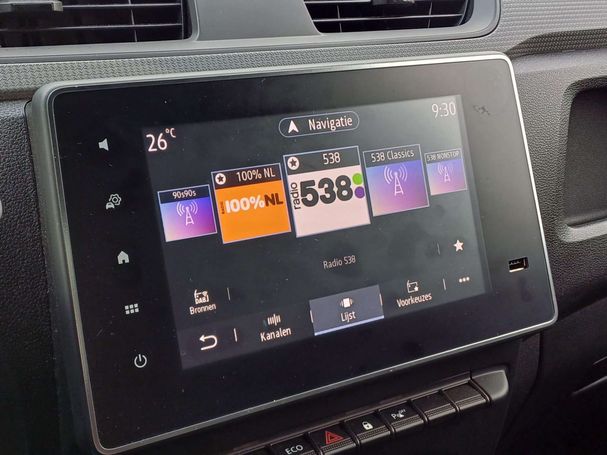 26°C
Navigatie
9:30
90s90s
100% NL
538
538 Classics
538 NONSTOP
100%NL
radio
538
Radio 538
DAB
Bronnen
Kanalen
Lijst
Voorkeuzes
ECO